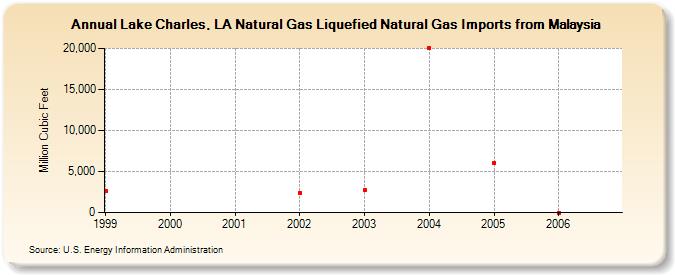 Annual Lake Charles, LA Natural Gas Liquefied Natural Gas Imports from Malaysia
Million Cubic Feet
20,000
15,000
10,000
5,000
0
1999 2000 2001 2002 2003 2004 2005 2006
Source: U.S. Energy Information Administration